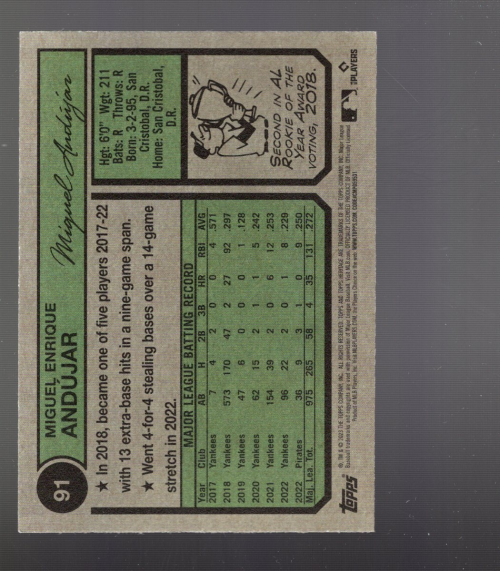 91
MIGUEL ENRIQUE
ANDUJAR
Miguel Andújar
★ In 2018, became one of five players 2017-22
with 13 extra-base hits in a nine-game span.
★ Went 4-for-4 stealing bases over a 14-game
stretch in 2022.
Hgt: 6'0" Wgt: 211
Bats: R Throws: R
Born: 3-2-95, San
Cristobal, D.R.
Home: San Cristobal,
D.R.
SECOND IN AL
ROOKIE OF THE
YEAR AWARD
VOTING, 2018.
MAJOR LEAGUE BATTING RECORD
Year Club AB H 2B 3B HR RBI AVG
2017 Yankees 7 4 2 0 0 4 .571
2018 Yankees 573 170 47 2 27 92 .297
2019 Yankees 47 6 0 0 0 1 .128
2020 Yankees 62 15 2 0 1 5 .242
2021 Yankees 154 39 2 0 6 12 .253
2022 Yankees 96 22 2 0 1 8 .229
2022 Pirates 36 9 3 1 0 9 .250
Maj. Lea. Tot. 975 265 58 4 35 131 .272
Topps
MLB PLAYERS